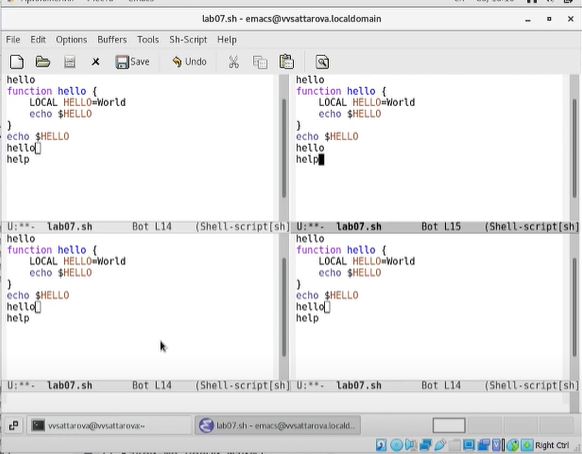 lab07.sh - emacs@vvsattarova.localdomain
File Edit Options Buffers Tools Sh-Script Help
Save Undo
hello
function hello {
LOCAL HELLO=World
echo $HELLO
}
echo $HELLO
hello
help
U:**- lab07.sh Bot L14 (Shell-script[sh]
hello
function hello {
LOCAL HELLO=World
echo $HELLO
}
echo $HELLO
hello
help
U:**- lab07.sh Bot L15 (Shell-script[sh]
hello
function hello {
LOCAL HELLO=World
echo $HELLO
}
echo $HELLO
hello
help
U:**- lab07.sh Bot L14 (Shell-script[sh]
hello
function hello {
LOCAL HELLO=World
echo $HELLO
}
echo $HELLO
hello
help
U:**- lab07.sh Bot L14 (Shell-script[sh]
vvsattarova@vvsattarova:~
lab07.sh - emacs@vvsattarova.locald...
Right Ctrl